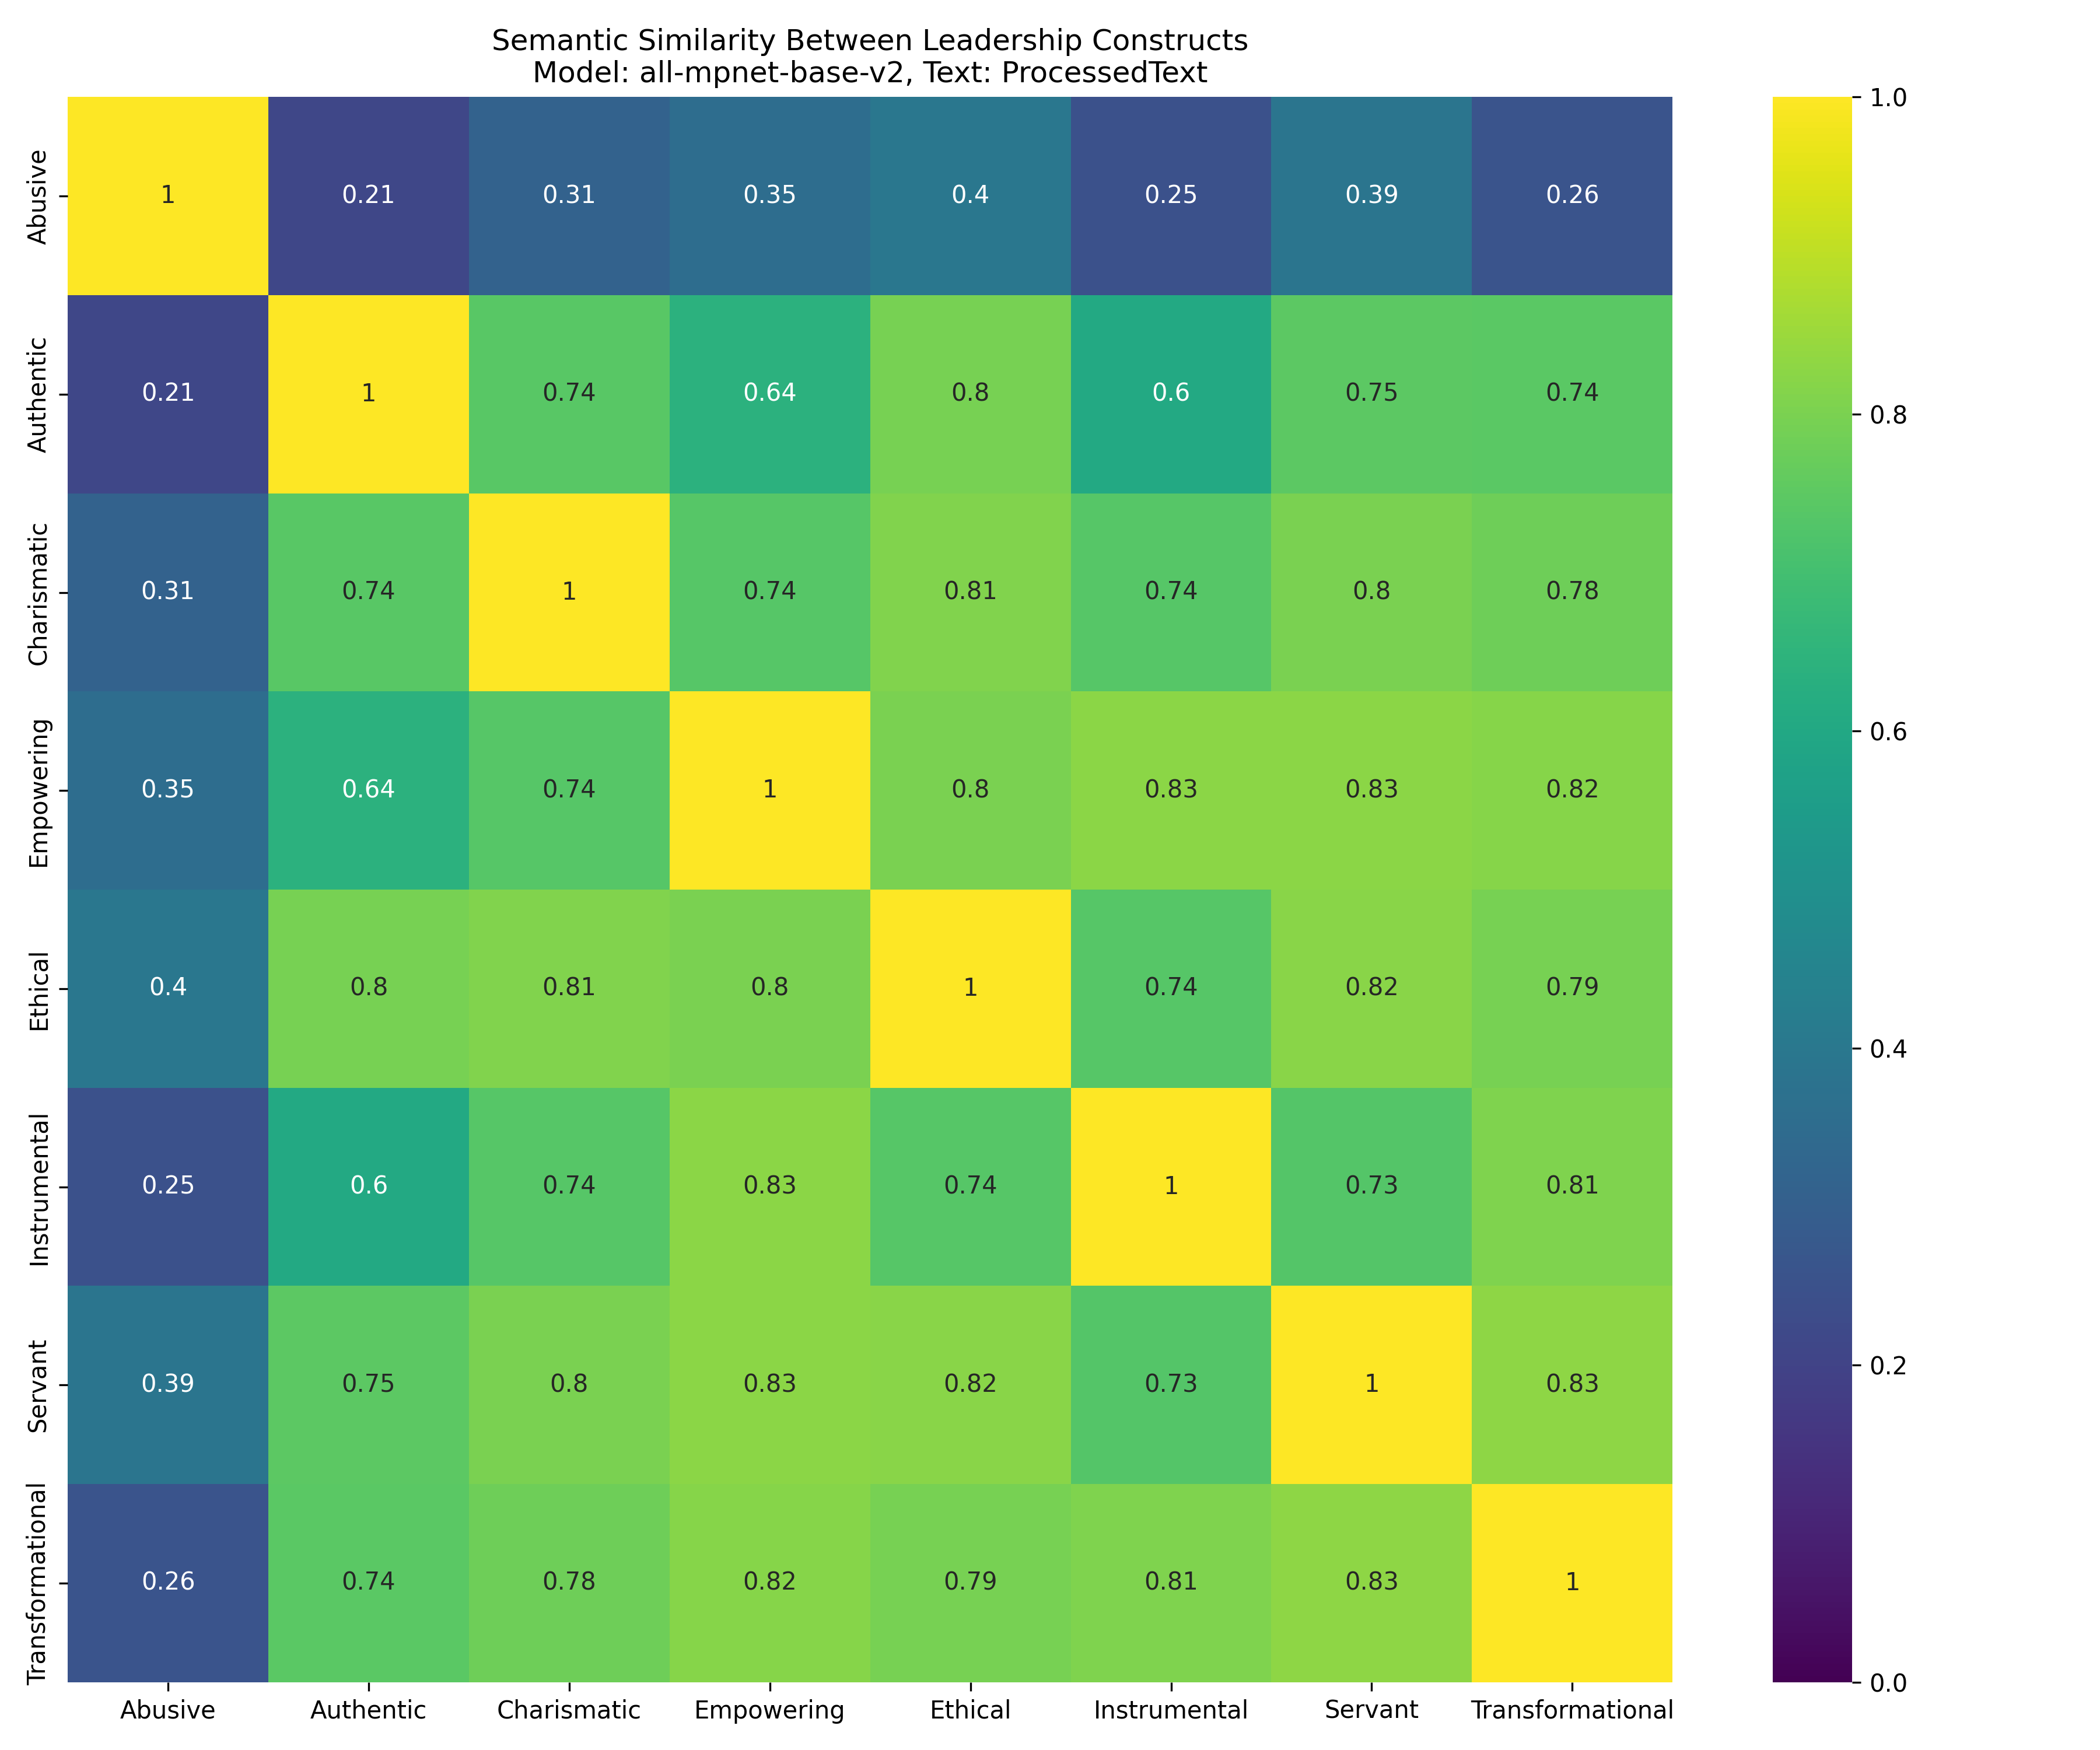 Semantic Similarity Between Leadership Constructs
Model: all-mpnet-base-v2, Text: ProcessedText
Abusive 1 0.21 0.31 0.35 0.4 0.25 0.39 0.26
Authentic 0.21 1 0.74 0.64 0.8 0.6 0.75 0.74
Charismatic 0.31 0.74 1 0.74 0.81 0.74 0.8 0.78
Empowering 0.35 0.64 0.74 1 0.8 0.83 0.83 0.82
Ethical 0.4 0.8 0.81 0.8 1 0.74 0.82 0.79
Instrumental 0.25 0.6 0.74 0.83 0.74 1 0.73 0.81
Servant 0.39 0.75 0.8 0.83 0.82 0.73 1 0.83
Transformational 0.26 0.74 0.78 0.82 0.79 0.81 0.83 1
Abusive Authentic Charismatic Empowering Ethical Instrumental Servant Transformational
1.0
0.8
0.6
0.4
0.2
0.0